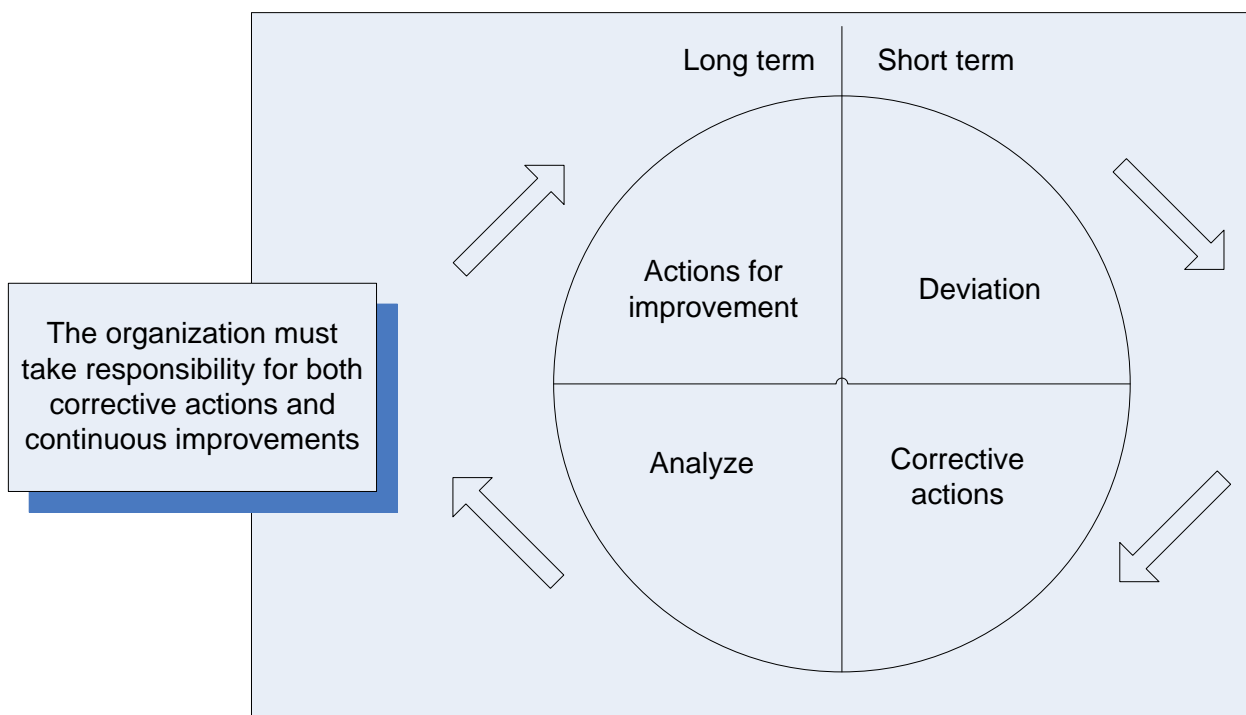 Long term
Short term
Actions for
improvement
Deviation
The organization must
take responsibility for both
corrective actions and
continuous improvements
Analyze
Corrective
actions